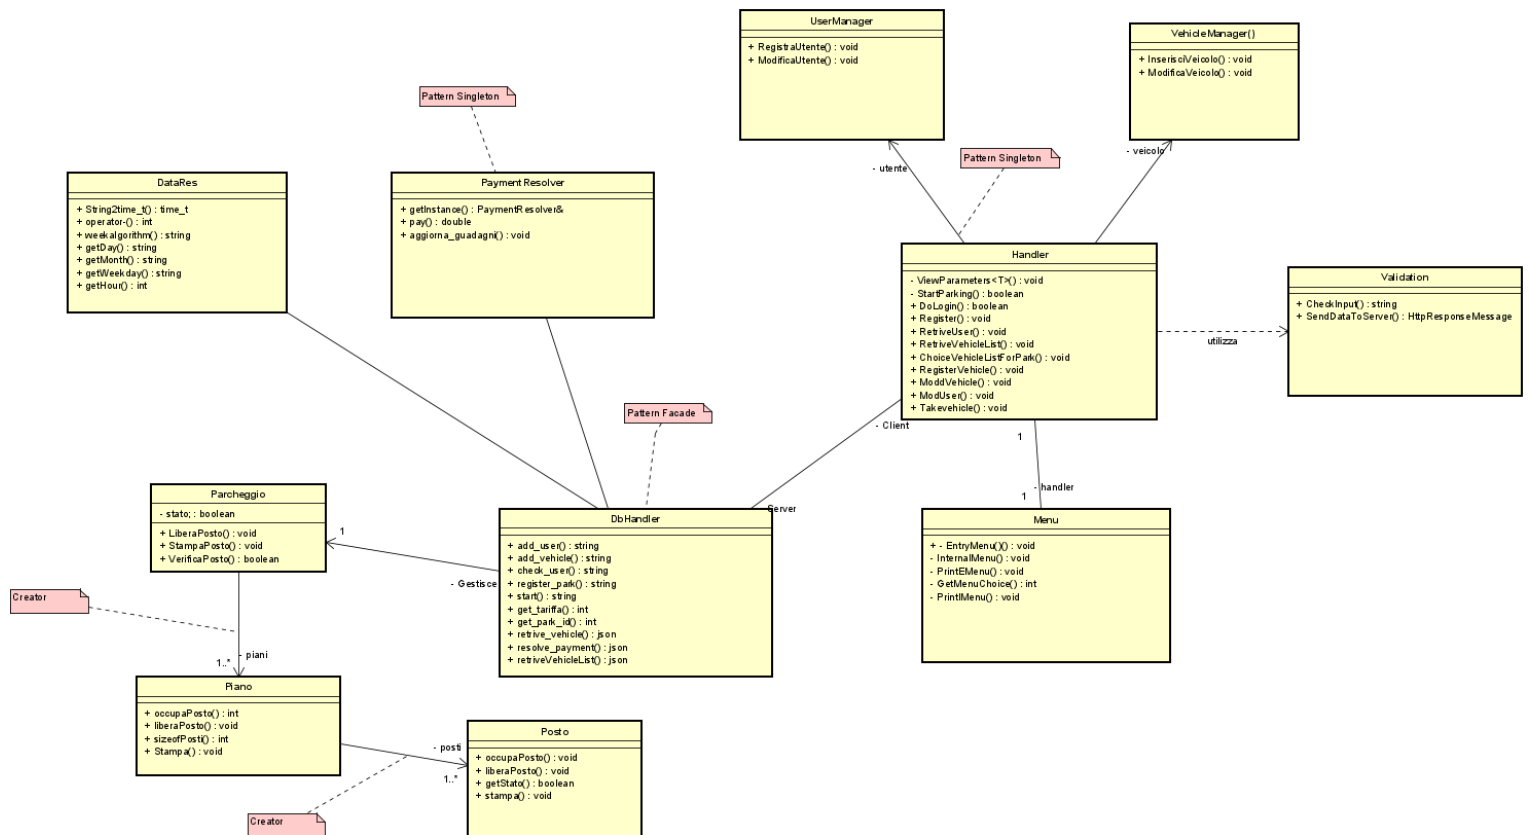 UserManager
+ RegistraUtente() : void
+ ModificaUtente() : void
VehicleManager()
+ InserisciVeicolo() : void
+ ModificaVeicolo() : void
Pattern Singleton
Pattern Singleton
- utente
- veicolo
DataRes
+ String2time_t() : time_t
+ operator-() : int
+ weekalgorithm() : string
+ getDay() : string
+ getMonth() : string
+ getWeekday() : string
+ getHour() : int
PaymentResolver
+ getInstance() : PaymentResolver&
+ pay() : double
+ aggiorna_guadagni() : void
Handler
- ViewParameters<T>() : void
- StartParking() : boolean
+ DoLogin() : boolean
+ Register() : void
+ RetriveUser() : void
+ RetriveVehicleList() : void
+ ChoiceVehicleListForPark() : void
+ RegisterVehicle() : void
+ ModdVehicle() : void
+ ModUser() : void
+ Takevehicle() : void
Validation
+ CheckInput() : string
+ SendDataToServer() : HttpResponseMessage
utilizza
Pattern Facade
- Client
1
- handler
1
Server
Parcheggio
- stato; : boolean
+ LiberaPosto() : void
+ StampaPosto() : void
+ VerificaPosto() : boolean
1
- Gestisce
DbHandler
+ add_user() : string
+ add_vehicle() : string
+ check_user() : string
+ register_park() : string
+ start() : string
+ get_tariffa() : int
+ get_park_id() : int
+ retrive_vehicle() : json
+ resolve_payment() : json
+ retriveVehicleList() : json
Menu
+ - EntryMenu()() : void
- InternalMenu() : void
- PrintEMenu() : void
- GetMenuChoice() : int
- PrintIMenu() : void
Creator
- piani
1..*
Piano
+ occupaPosto() : int
+ liberaPosto() : void
+ sizeofPosti() : int
+ Stampa() : void
- posti
1..*
Posto
+ occupaPosto() : void
+ liberaPosto() : void
+ getStato() : boolean
+ stampa() : void
Creator